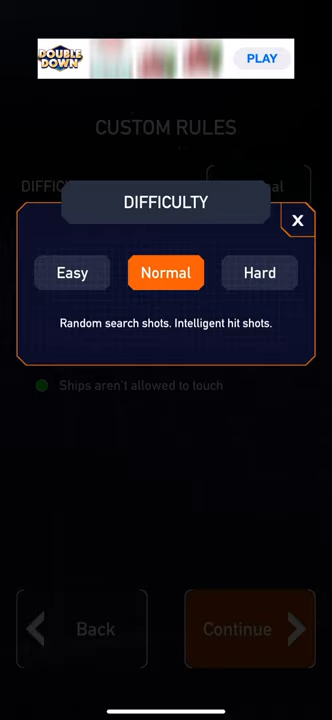 DOUBLE
DOWN
PLAY
CUSTOM RULES
DIFFICULTY
X
Easy
Normal
Hard
Random search shots. Intelligent hit shots.
Ships aren't allowed to touch
Back
Continue